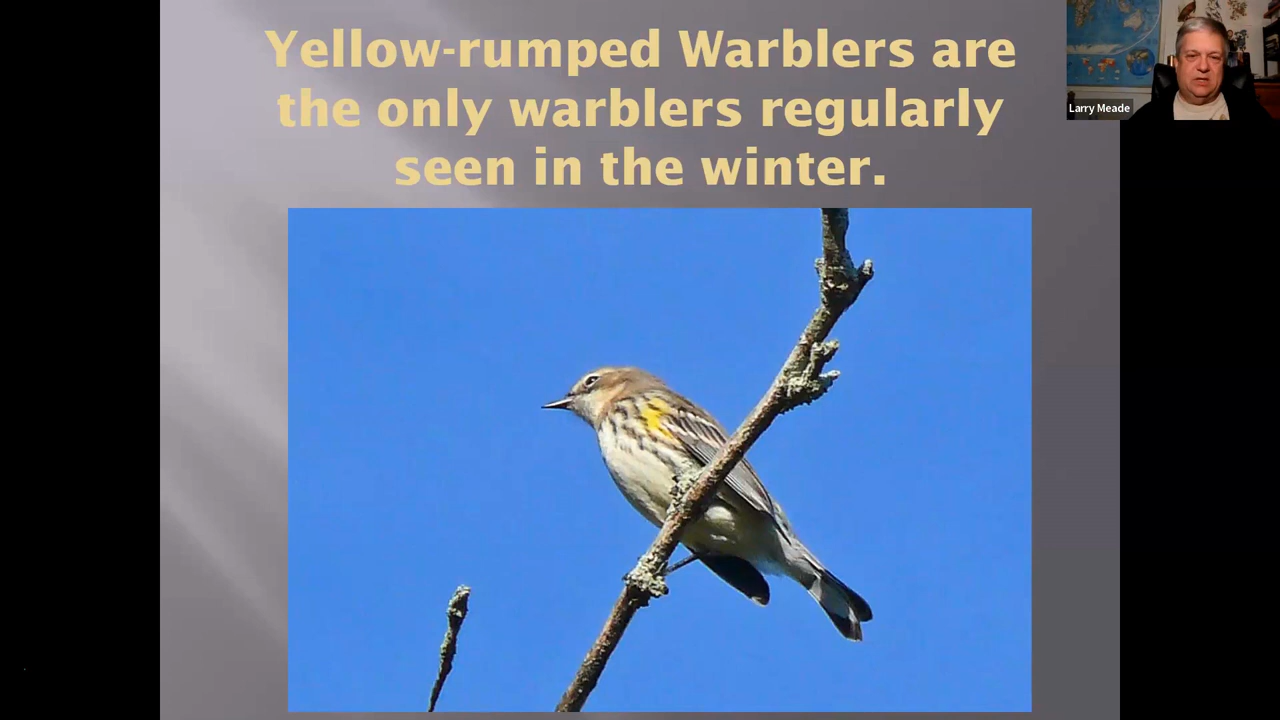 Yellow-rumped Warblers are
the only warblers regularly
seen in the winter.
Larry Meade